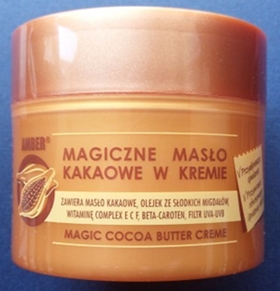 AMBER®
MAGICZNE MASŁO
KAKAOWE W KREMIE
ZAWIERA MASŁO KAKAOWE, OLEJEK ZE SŁODKICH MIGDAŁÓW,
WITAMINĘ COMPLEX E C F, BETA-CAROTEN, FILTR UVA-UVB
MAGIC COCOA BUTTER CREME